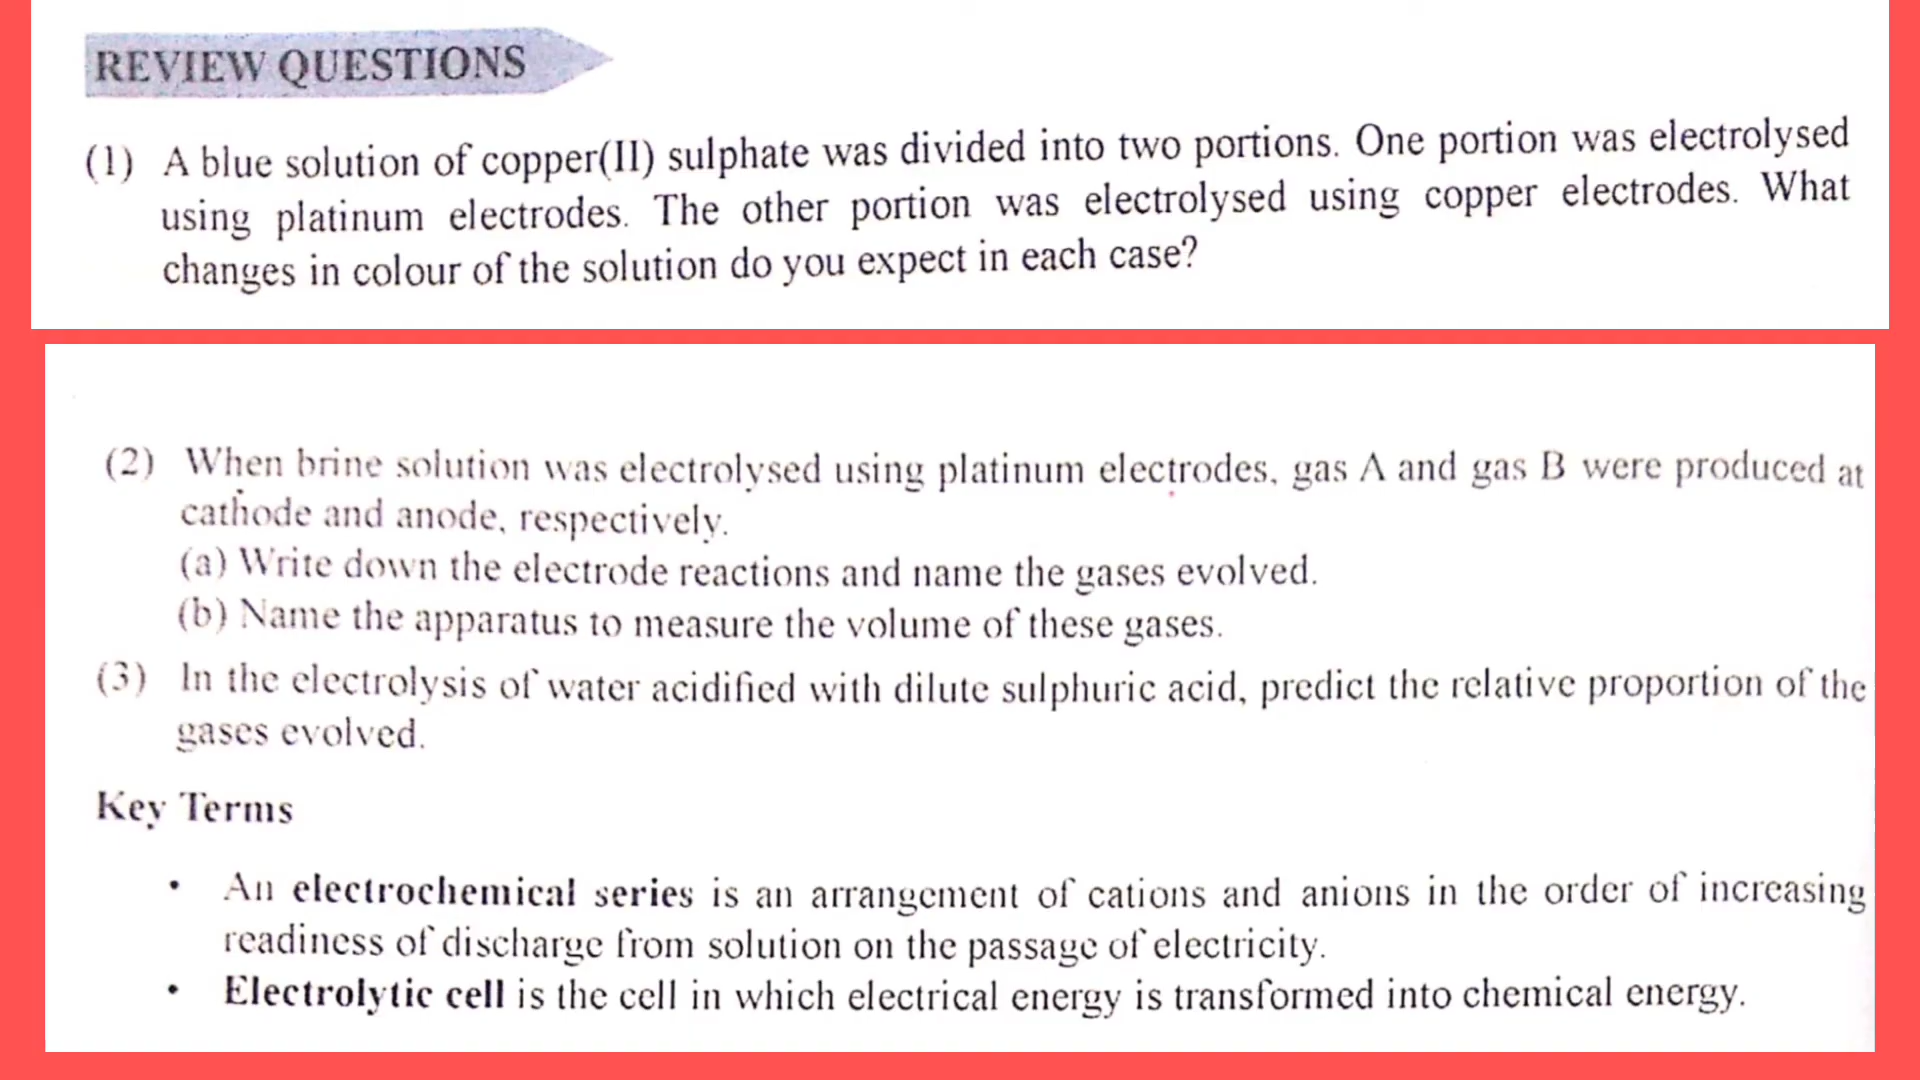 REVIEW QUESTIONS
(1) A blue solution of copper(II) sulphate was divided into two portions. One portion was electrolysed
using platinum electrodes. The other portion was electrolysed using copper electrodes. What
changes in colour of the solution do you expect in each case?
(2) When brine solution was electrolysed using platinum electrodes, gas A and gas B were produced at
cathode and anode, respectively.
(a) Write down the electrode reactions and name the gases evolved.
(b) Name the apparatus to measure the volume of these gases.
(3) In the electrolysis of water acidified with dilute sulphuric acid, predict the relative proportion of the
gases evolved.
Key Terms
• An electrochemical series is an arrangement of cations and anions in the order of increasing
readiness of discharge from solution on the passage of electricity.
• Electrolytic cell is the cell in which electrical energy is transformed into chemical energy.